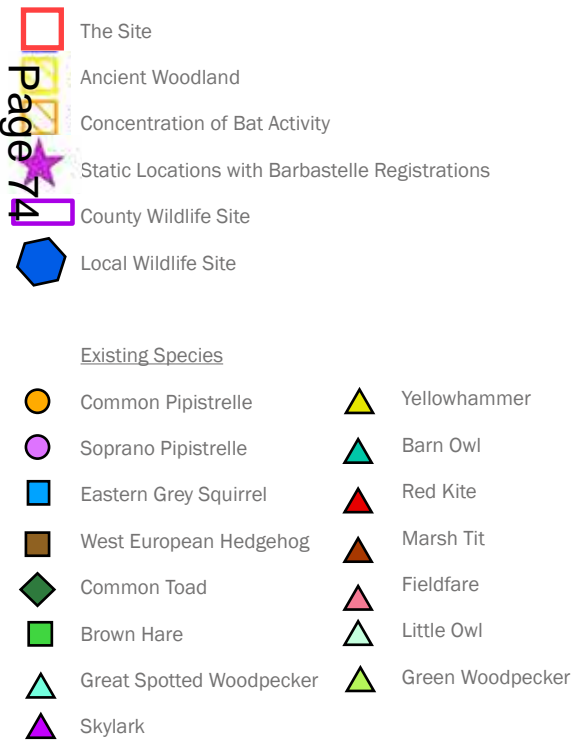 The Site
Ancient Woodland
Concentration of Bat Activity
Static Locations with Barbastelle Registrations
County Wildlife Site
Local Wildlife Site
Page 74
Existing Species
Common Pipistrelle
Soprano Pipistrelle
Eastern Grey Squirrel
West European Hedgehog
Common Toad
Brown Hare
Great Spotted Woodpecker
Skylark
Yellowhammer
Barn Owl
Red Kite
Marsh Tit
Fieldfare
Little Owl
Green Woodpecker